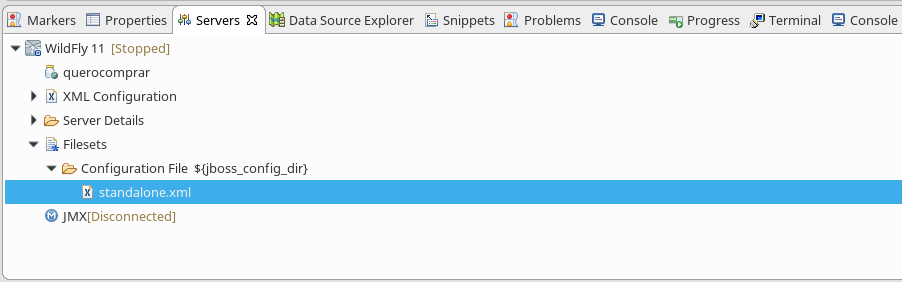 Markers Properties Servers Data Source Explorer Snippets Problems Console Progress Terminal Console
WildFly 11 [Stopped]
querocomprar
XML Configuration
Server Details
Filesets
Configuration File ${jboss_config_dir}
standalone.xml
JMX[Disconnected]